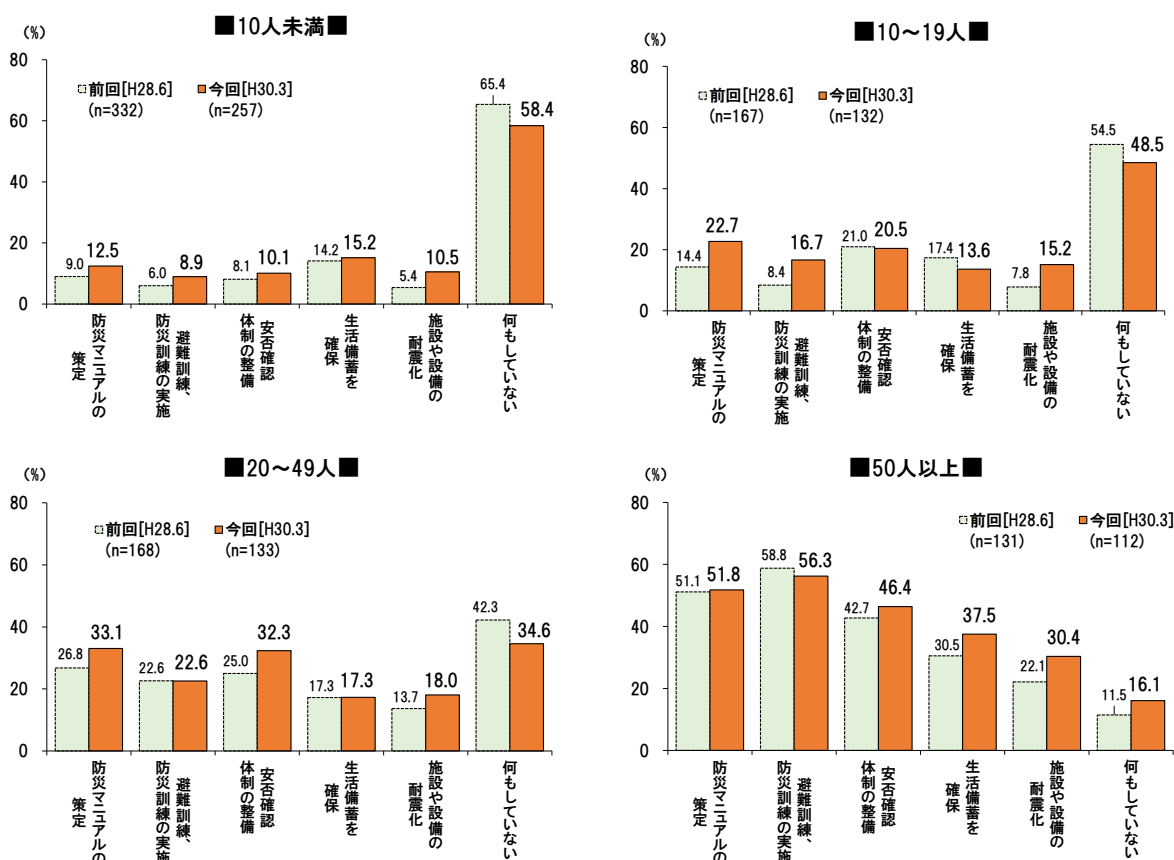 ■10人未満■
(%)
80
60
40
20
0
前回[H28.6]
(n=332)
今回[H30.3]
(n=257)
9.0
12.5
6.0
8.9
8.1
10.1
14.2
15.2
5.4
10.5
65.4
58.4
防災マニュアルの
策定
避難訓練、
防災訓練の実施
安否確認
体制の整備
生活備蓄を
確保
施設や設備の
耐震化
何もしていない
■10～19人■
(%)
80
60
40
20
0
前回[H28.6]
(n=167)
今回[H30.3]
(n=132)
14.4
22.7
8.4
16.7
21.0
20.5
17.4
13.6
7.8
15.2
54.5
48.5
防災マニュアルの
策定
避難訓練、
防災訓練の実施
安否確認
体制の整備
生活備蓄を
確保
施設や設備の
耐震化
何もしていない
■20～49人■
(%)
80
60
40
20
0
前回[H28.6]
(n=168)
今回[H30.3]
(n=133)
26.8
33.1
22.6
22.6
25.0
32.3
17.3
17.3
13.7
18.0
42.3
34.6
防災マニュアルの
策定
避難訓練、
防災訓練の実施
安否確認
体制の整備
生活備蓄を
確保
施設や設備の
耐震化
何もしていない
■50人以上■
(%)
80
60
40
20
0
前回[H28.6]
(n=131)
今回[H30.3]
(n=112)
51.1
51.8
58.8
56.3
42.7
46.4
30.5
37.5
22.1
30.4
11.5
16.1
防災マニュアルの
策定
避難訓練、
防災訓練の実施
安否確認
体制の整備
生活備蓄を
確保
施設や設備の
耐震化
何もしていない